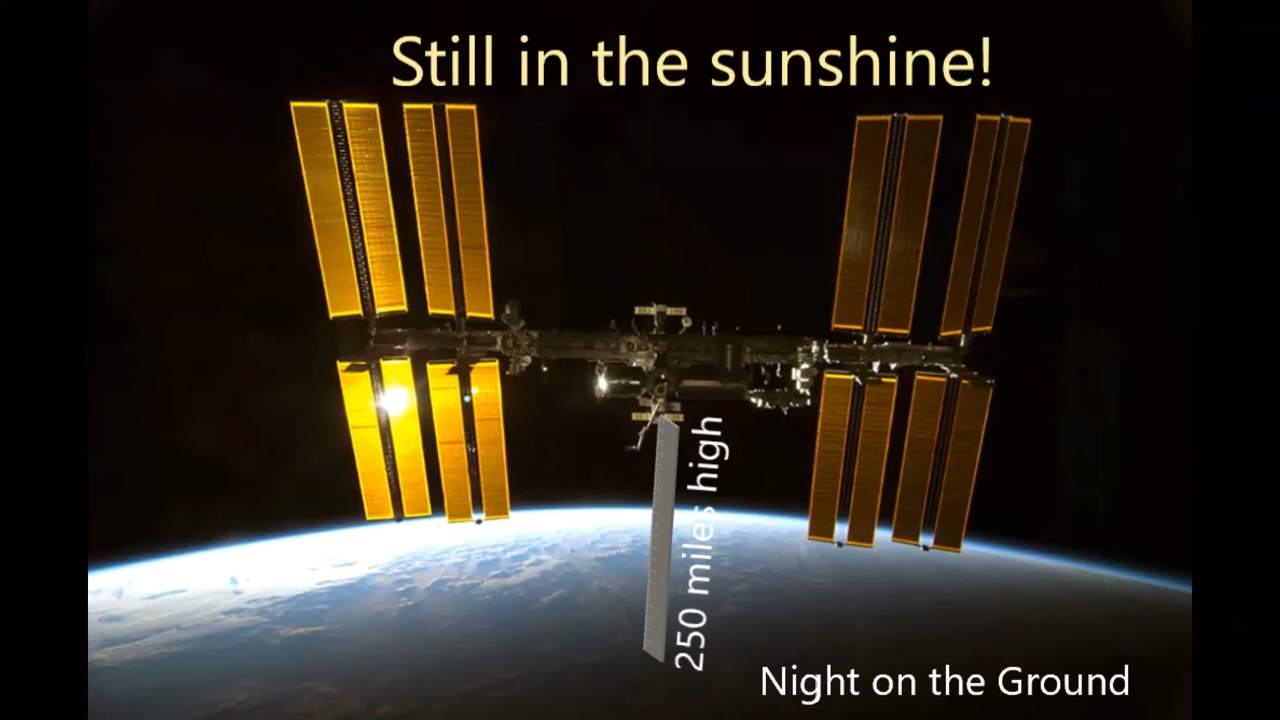 Still in the sunshine!
250 miles high
Night on the Ground